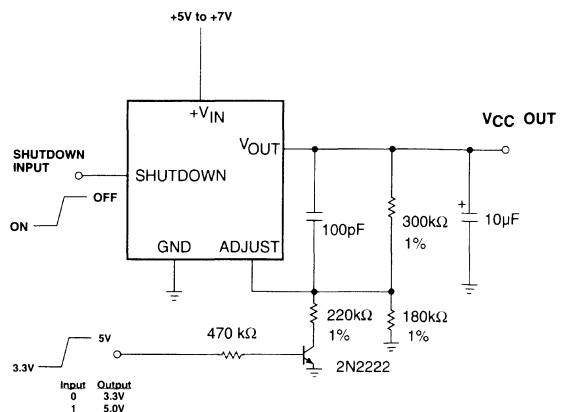 +5V to +7V
+VIN
VOUT
VCC OUT
SHUTDOWN
INPUT
SHUTDOWN
OFF
ON
GND
ADJUST
100pF
300kΩ
1%
+
10µF
220kΩ
1%
180kΩ
1%
470 kΩ
2N2222
5V
3.3V
Input Output
0 3.3V
1 5.0V